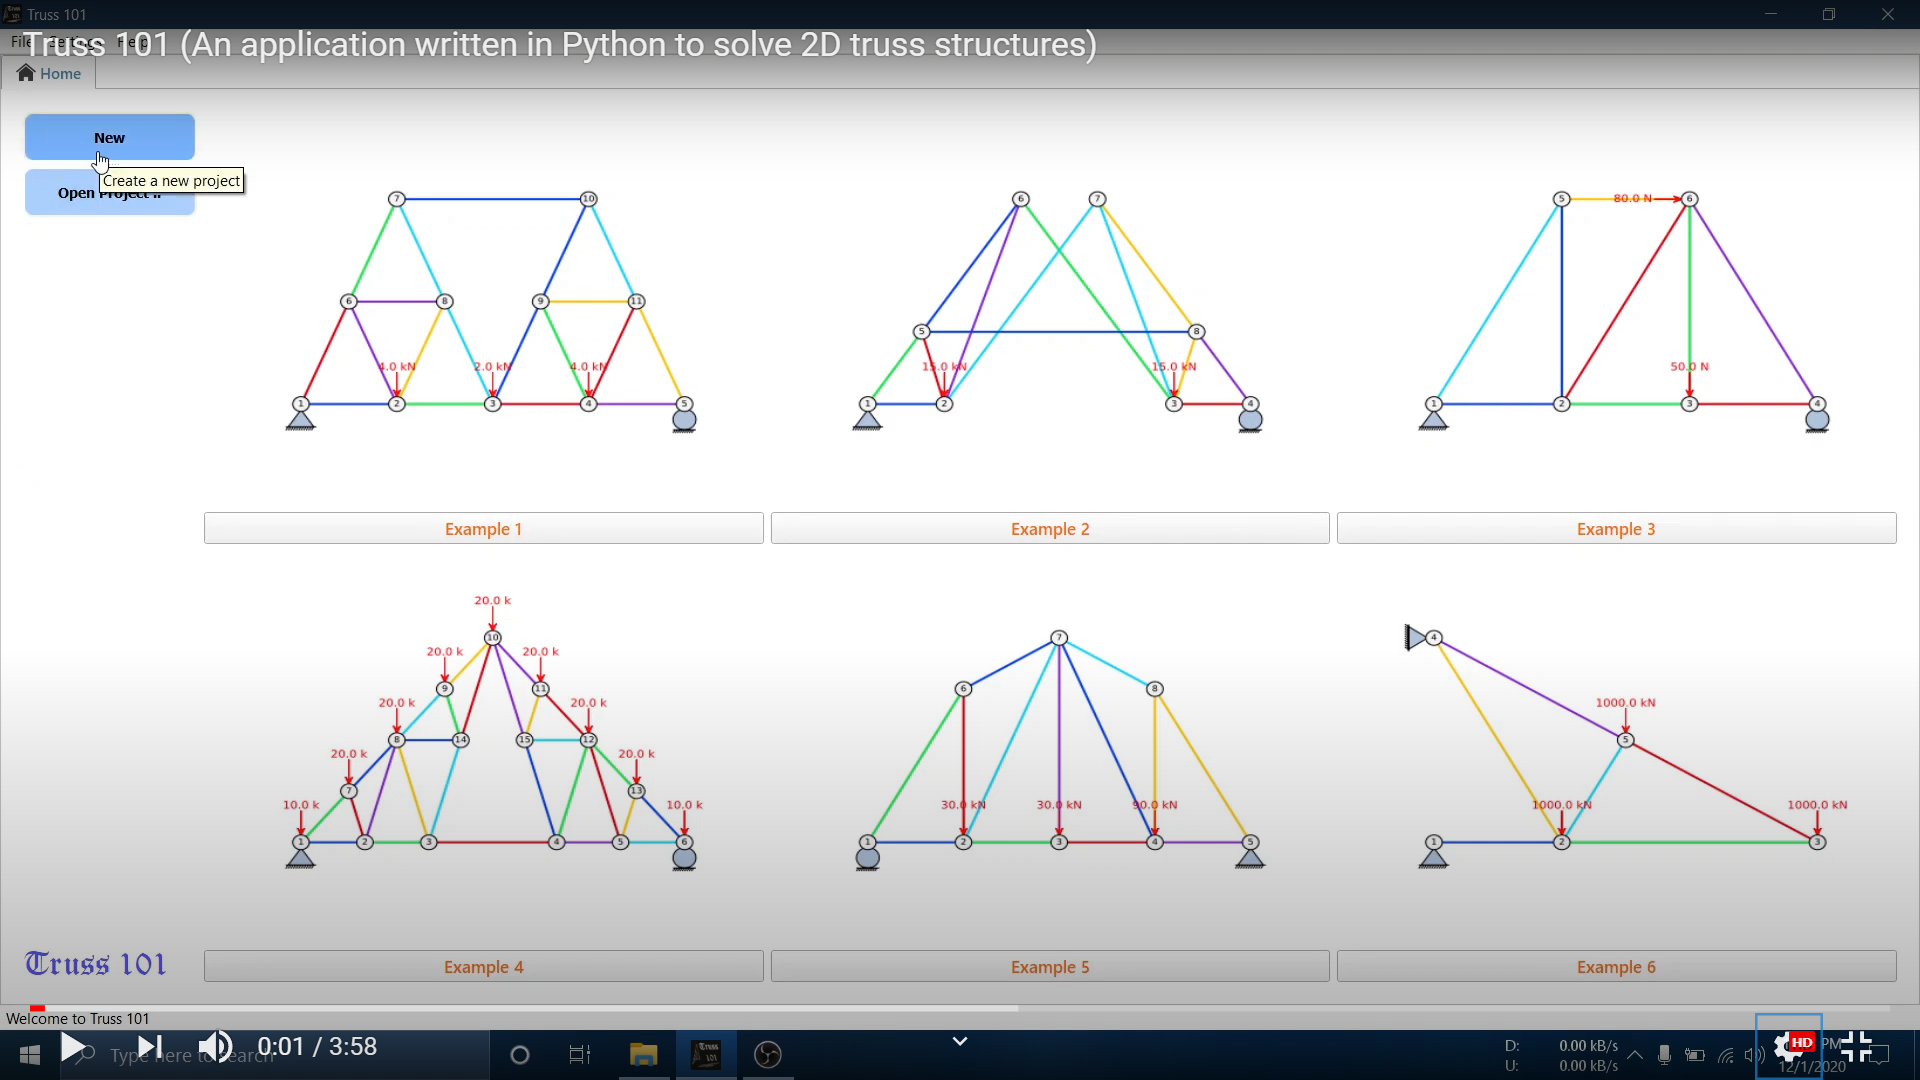 Truss 101
File Settings Help
Truss 101 (An application written in Python to solve 2D truss structures)
Home
New
Create a new project
Open Project ..
7 10
6 8 9 11
4.0 kN 2.0 kN 4.0 kN
1 2 3 4 5
6 7
5 8
15.0 kN 15.0 kN
1 2 3 4
5 80.0 N 6
50.0 N
1 2 3 4
Example 1
Example 2
Example 3
20.0 k
10
20.0 k 20.0 k
9 11
20.0 k 20.0 k
8 14 15 12
20.0 k 20.0 k
7 13
10.0 k 10.0 k
1 2 3 4 5 6
7
6 8
30.0 kN 30.0 kN 90.0 kN
1 2 3 4 5
4
1000.0 kN
5
1000.0 kN 1000.0 kN
1 2 3
Truss 101
Example 4
Example 5
Example 6
Welcome to Truss 101
Type here to search
0:01 / 3:58
Truss 101
D: 0.00 kB/s
U: 0.00 kB/s
HD
PM
12/1/2020